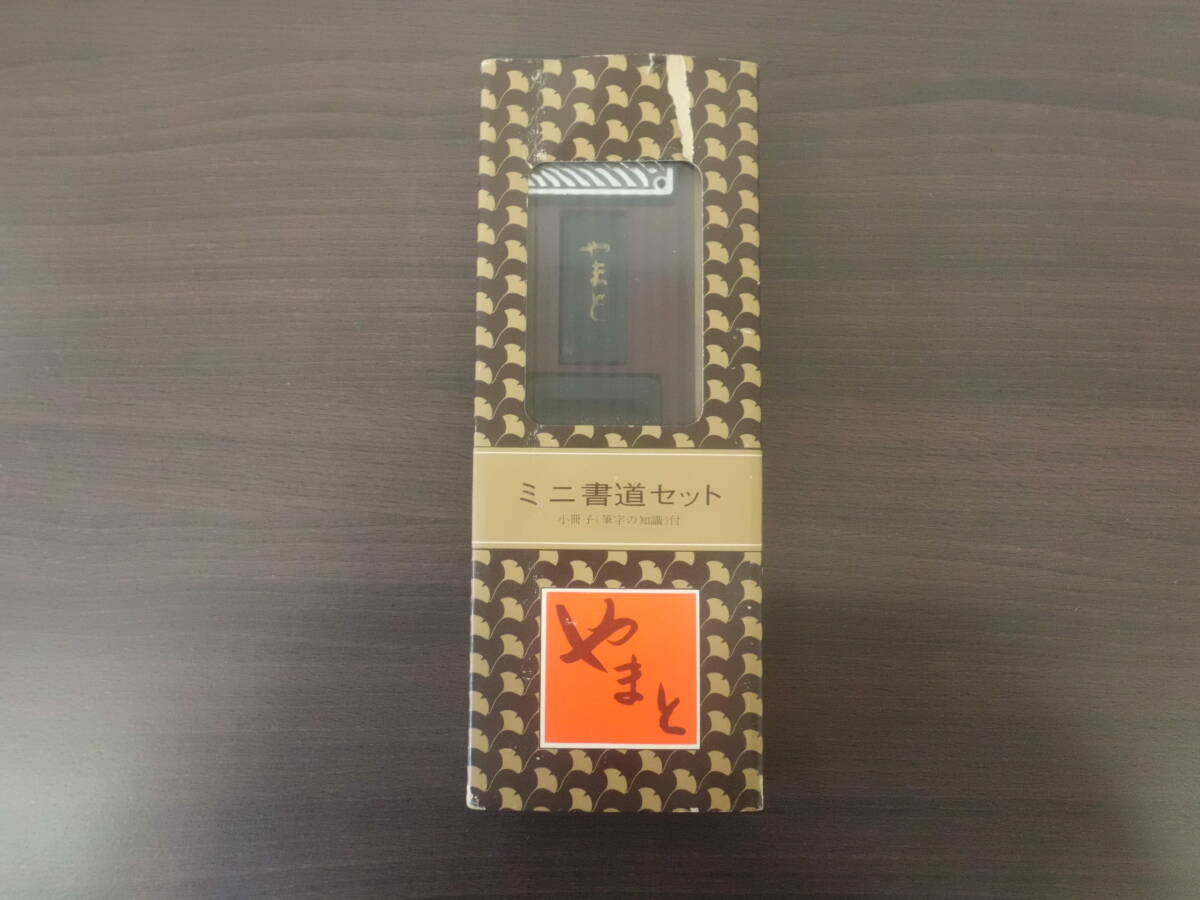 やまと
ミニ書道セット
小冊子(筆字の知識)付
やまと